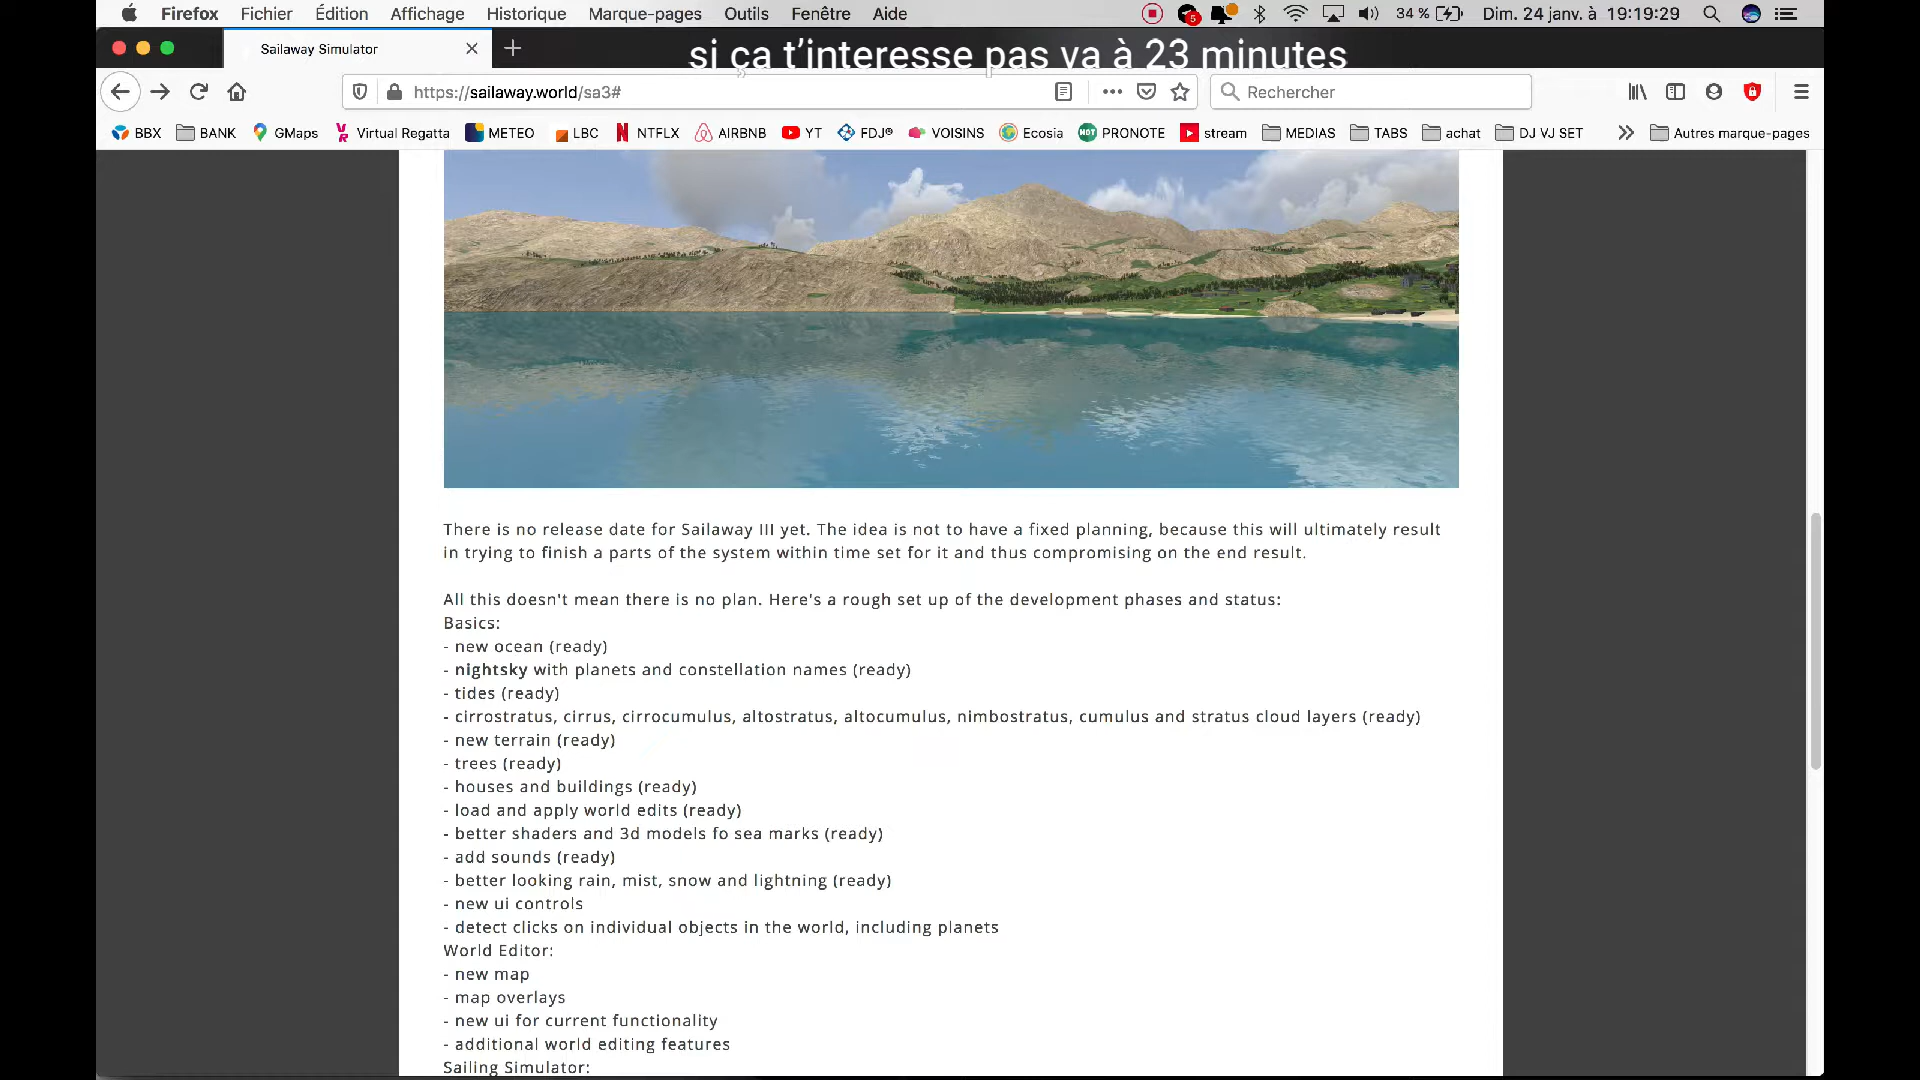 Firefox Fichier Édition Affichage Historique Marque-pages Outils Fenêtre Aide 5 34 % Dim. 24 janv. à 19:19:29
Sailaway Simulator
si ça t'interesse pas va à 23 minutes
https://sailaway.world/sa3#
Rechercher
BBX BANK GMaps Virtual Regatta METEO LBC NTFLX AIRBNB YT FDJ® VOISINS Ecosia PRONOTE stream MEDIAS TABS achat DJ VJ SET Autres marque-pages
There is no release date for Sailaway III yet. The idea is not to have a fixed planning, because this will ultimately result
in trying to finish a parts of the system within time set for it and thus compromising on the end result.
All this doesn't mean there is no plan. Here's a rough set up of the development phases and status:
Basics:
- new ocean (ready)
- nightsky with planets and constellation names (ready)
- tides (ready)
- cirrostratus, cirrus, cirrocumulus, altostratus, altocumulus, nimbostratus, cumulus and stratus cloud layers (ready)
- new terrain (ready)
- trees (ready)
- houses and buildings (ready)
- load and apply world edits (ready)
- better shaders and 3d models fo sea marks (ready)
- add sounds (ready)
- better looking rain, mist, snow and lightning (ready)
- new ui controls
- detect clicks on individual objects in the world, including planets
World Editor:
- new map
- map overlays
- new ui for current functionality
- additional world editing features
Sailing Simulator: